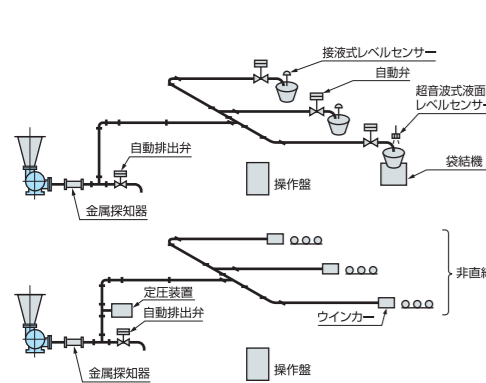 接液式レベルセンサー
自動弁
超音波式液面
レベルセンサ
自動排出弁
袋結機
操作盤
金属探知器
定圧装置
非直結
自動排出弁
ウインカー
操作盤
金属探知器